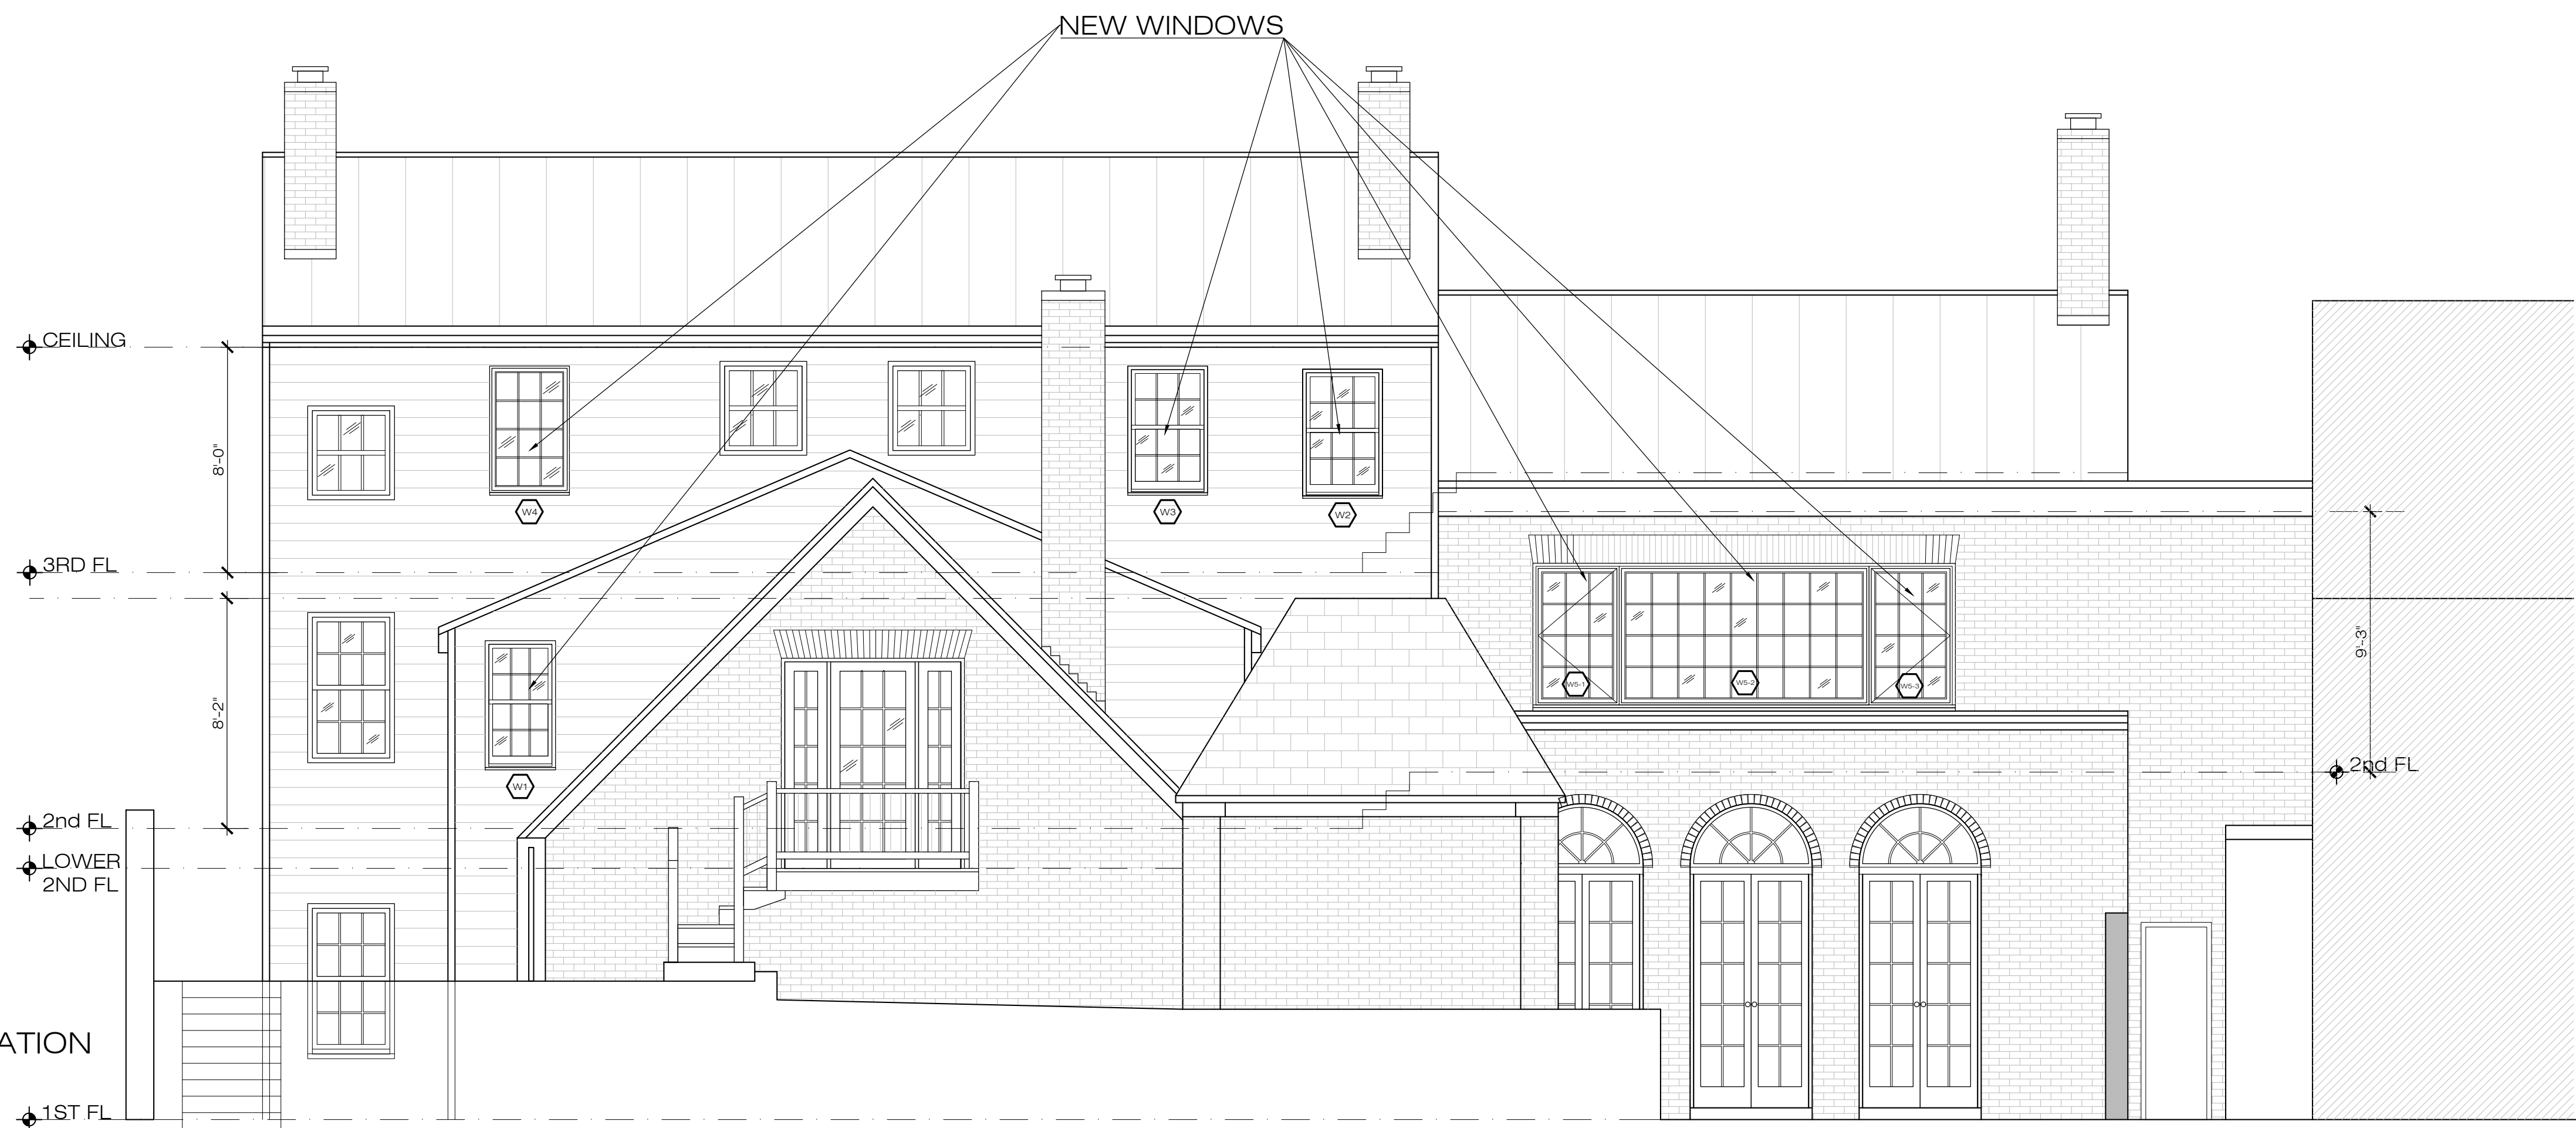 NEW WINDOWS
CEILING
8'-0"
W4
W3
W2
3RD FL
9'-3"
8'-2"
W5-1
W5-2
W5-3
2nd FL
W1
2nd FL
LOWER
2ND FL
ATION
1ST FL